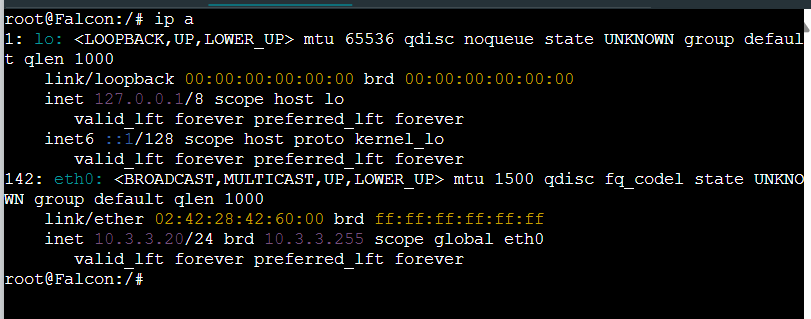 root@Falcon:/# ip a
1: lo: <LOOPBACK,UP,LOWER_UP> mtu 65536 qdisc noqueue state UNKNOWN group defaul
t qlen 1000
    link/loopback 00:00:00:00:00:00 brd 00:00:00:00:00:00
    inet 127.0.0.1/8 scope host lo
       valid_lft forever preferred_lft forever
    inet6 ::1/128 scope host proto kernel_lo
       valid_lft forever preferred_lft forever
142: eth0: <BROADCAST,MULTICAST,UP,LOWER_UP> mtu 1500 qdisc fq_codel state UNKNO
WN group default qlen 1000
    link/ether 02:42:28:42:60:00 brd ff:ff:ff:ff:ff:ff
    inet 10.3.3.20/24 brd 10.3.3.255 scope global eth0
       valid_lft forever preferred_lft forever
root@Falcon:/#